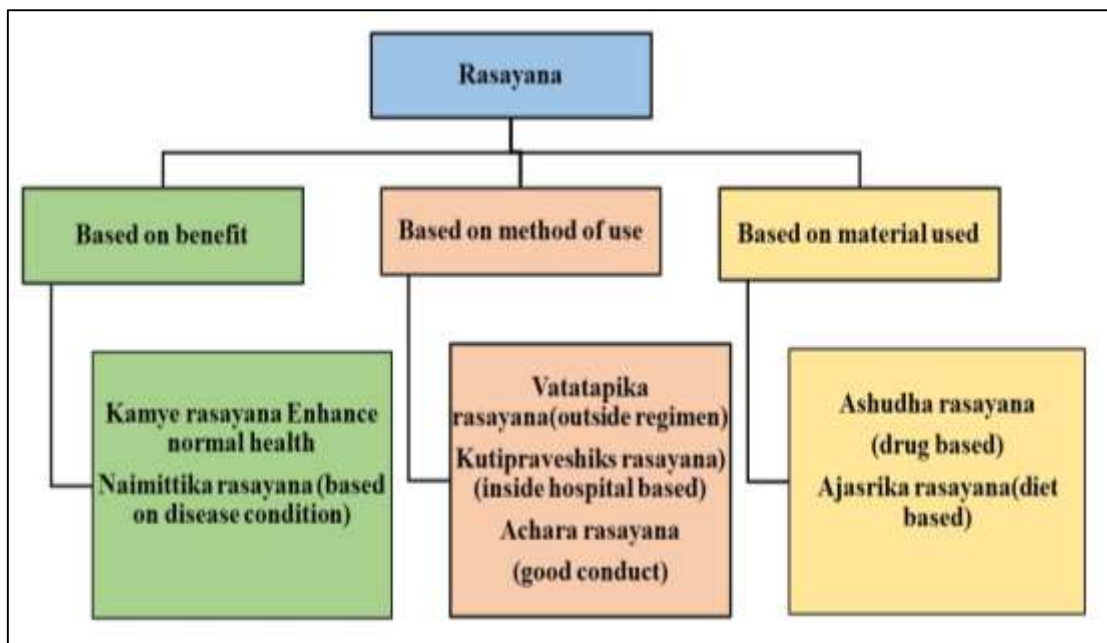 Rasayana
Based on benefit
Based on method of use
Based on material used
Kamye rasayana Enhance
normal health
Naimittika rasayana (based
on disease condition)
Vatatapika
rasayana(outside regimen)
Kutipraveshiks rasayana)
(inside hospital based)
Achara rasayana
(good conduct)
Ashudha rasayana
(drug based)
Ajasrika rasayana(diet
based)